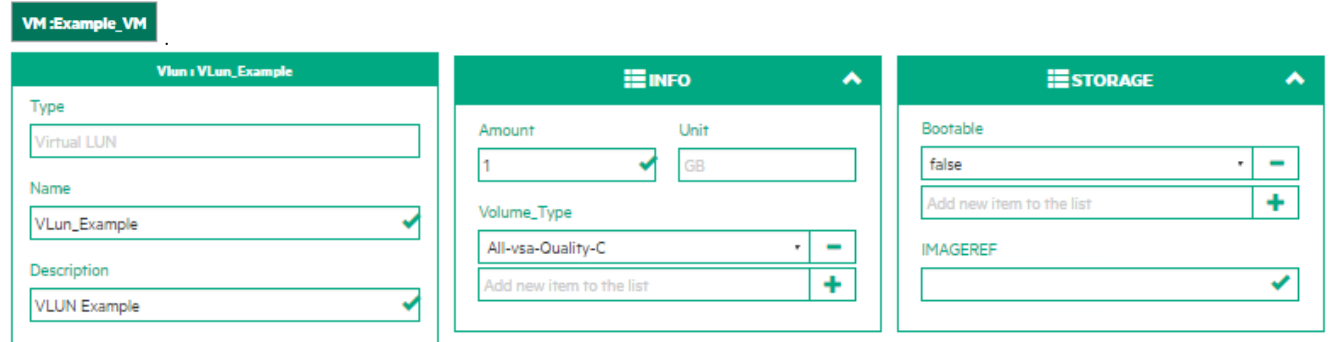 VM :Example_VM
.
Vlun : VLun_Example
Type
Virtual LUN
Name
VLun_Example
Description
VLUN Example
INFO
Amount
Unit
1
GB
Volume_Type
All-vsa-Quality-C
Add new item to the list
STORAGE
Bootable
false
Add new item to the list
IMAGEREF